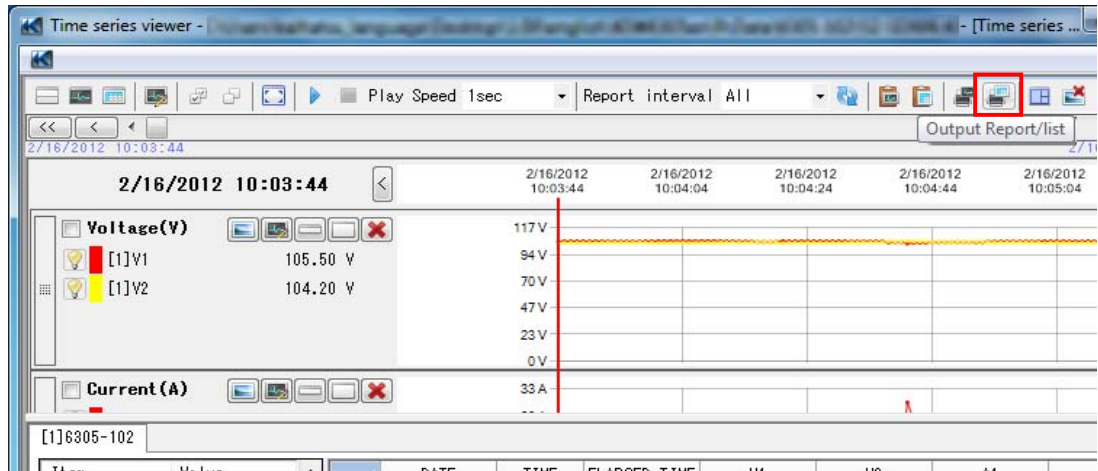 Time series viewer -
- [Time series ...
Play Speed 1sec
Report interval All
Output Report/list
<<
<
2/16/2012 10:03:44
2/16/2012 10:03:44
<
2/16/2012 10:03:44
2/16/2012 10:04:04
2/16/2012 10:04:24
2/16/2012 10:04:44
2/16/2012 10:05:04
Voltage(V)
[1]V1 105.50 V
[1]V2 104.20 V
117 V
94 V
70 V
47 V
23 V
0 V
Current(A)
33 A
[1]6305-102
DATE TIME ELAPSED TIME